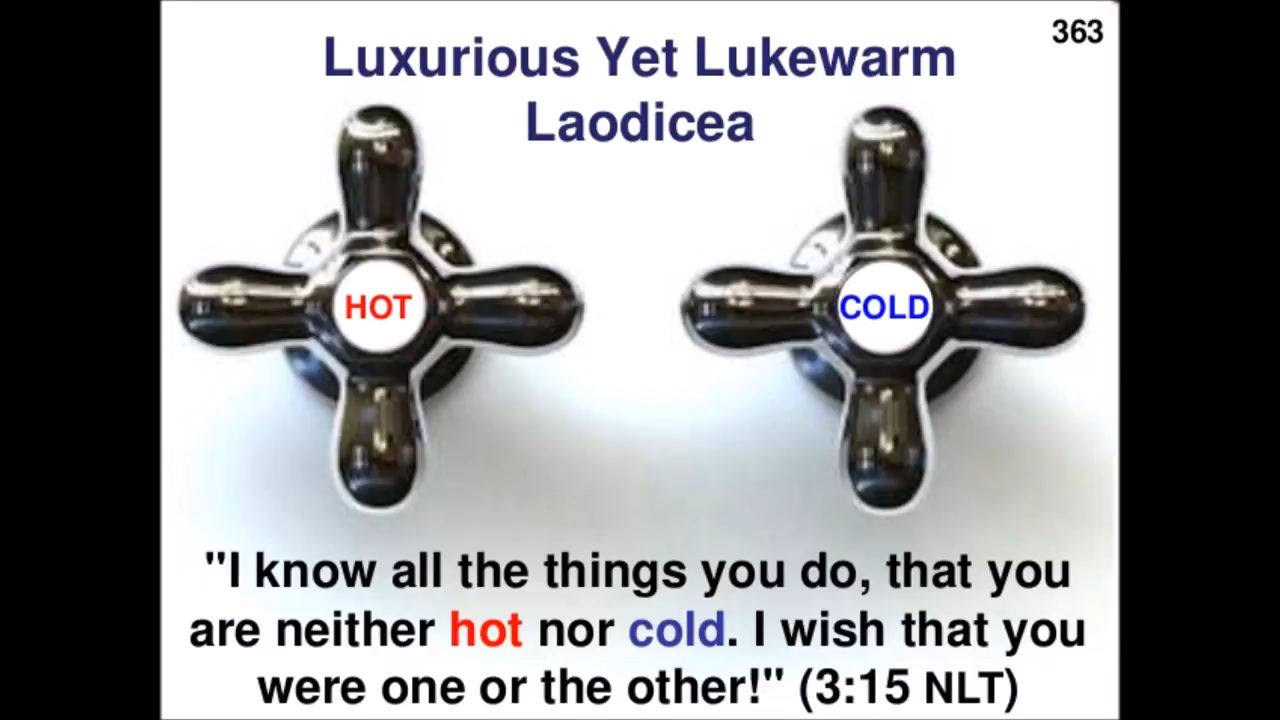 363
Luxurious Yet Lukewarm
Laodicea
HOT
COLD
"I know all the things you do, that you
are neither hot nor cold. I wish that you
were one or the other!" (3:15 NLT)